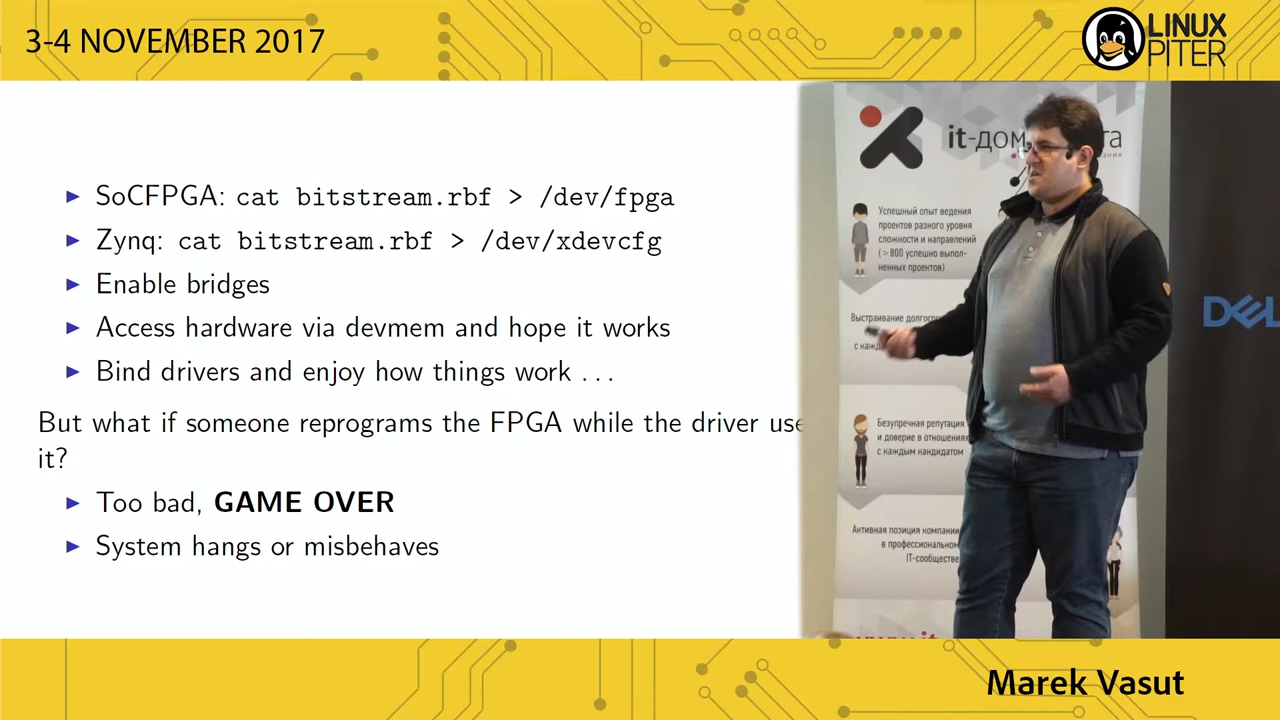 3-4 NOVEMBER 2017
LINUX
PITER
▶ SoCFPGA: cat bitstream.rbf > /dev/fpga
▶ Zynq: cat bitstream.rbf > /dev/xdevcfg
▶ Enable bridges
▶ Access hardware via devmem and hope it works
▶ Bind drivers and enjoy how things work ...
But what if someone reprograms the FPGA while the driver use
it?
▶ Too bad, GAME OVER
▶ System hangs or misbehaves
it-дом
Успешный опыт ведения
проектов разного уровня
сложности и направлений
( > 800 успешно выпол-
ненных проектов)
Выстраивание
с
Безупречная репутация
и доверие в отношениях
с каждым кандидатом
Активная позиция компании
в профессиональном
IT-сообществе
DELL
Marek Vasut